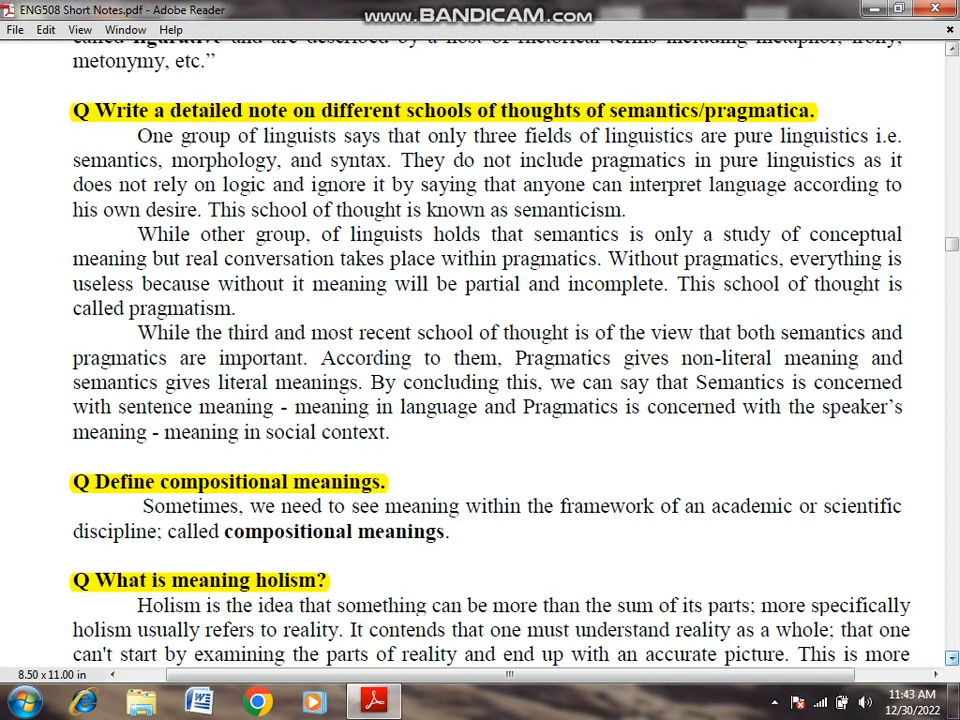 ENG508 Short Notes.pdf - Adobe Reader
www.BANDICAM.com
File Edit View Window Help
metonymy, etc.”
Q Write a detailed note on different schools of thoughts of semantics/pragmatica.
One group of linguists says that only three fields of linguistics are pure linguistics i.e.
semantics, morphology, and syntax. They do not include pragmatics in pure linguistics as it
does not rely on logic and ignore it by saying that anyone can interpret language according to
his own desire. This school of thought is known as semanticism.
While other group, of linguists holds that semantics is only a study of conceptual
meaning but real conversation takes place within pragmatics. Without pragmatics, everything is
useless because without it meaning will be partial and incomplete. This school of thought is
called pragmatism.
While the third and most recent school of thought is of the view that both semantics and
pragmatics are important. According to them, Pragmatics gives non-literal meaning and
semantics gives literal meanings. By concluding this, we can say that Semantics is concerned
with sentence meaning - meaning in language and Pragmatics is concerned with the speaker’s
meaning - meaning in social context.
Q Define compositional meanings.
Sometimes, we need to see meaning within the framework of an academic or scientific
discipline; called compositional meanings.
Q What is meaning holism?
Holism is the idea that something can be more than the sum of its parts; more specifically
holism usually refers to reality. It contends that one must understand reality as a whole; that one
can't start by examining the parts of reality and end up with an accurate picture. This is more
8.50 x 11.00 in
11:43 AM
12/30/2022